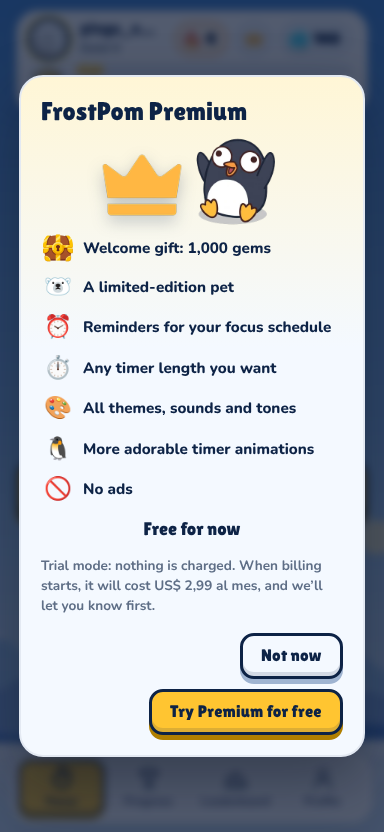 FrostPom Premium
Welcome gift: 1,000 gems
A limited-edition pet
Reminders for your focus schedule
Any timer length you want
All themes, sounds and tones
More adorable timer animations
No ads
Free for now
Trial mode: nothing is charged. When billing
starts, it will cost US$ 2,99 al mes, and we'll
let you know first.
Not now
Try Premium for free